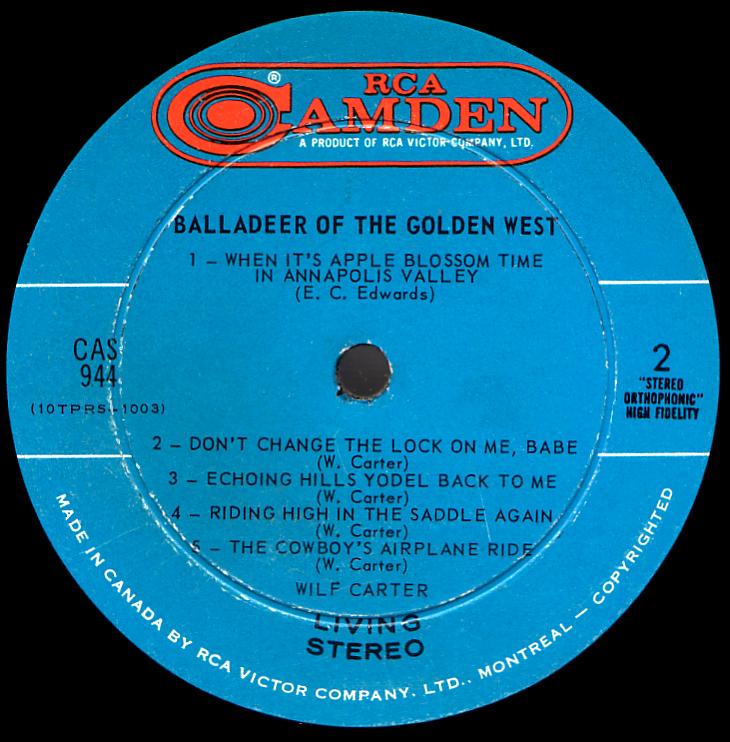 ®
RCA
CAMDEN
A PRODUCT OF RCA VICTOR COMPANY, LTD.
BALLADEER OF THE GOLDEN WEST
1 – WHEN IT'S APPLE BLOSSOM TIME
IN ANNAPOLIS VALLEY
(E. C. Edwards)
CAS
944
(10TPRS-1003)
2
"STEREO
ORTHOPHONIC"
HIGH FIDELITY
2 – DON'T CHANGE THE LOCK ON ME, BABE
(W. Carter)
3 – ECHOING HILLS YODEL BACK TO ME
(W. Carter)
4 – RIDING HIGH IN THE SADDLE AGAIN
(W. Carter)
5 – THE COWBOY'S AIRPLANE RIDE
(W. Carter)
WILF CARTER
LIVING
STEREO
MADE IN CANADA BY RCA VICTOR COMPANY. LTD., MONTREAL – COPYRIGHTED